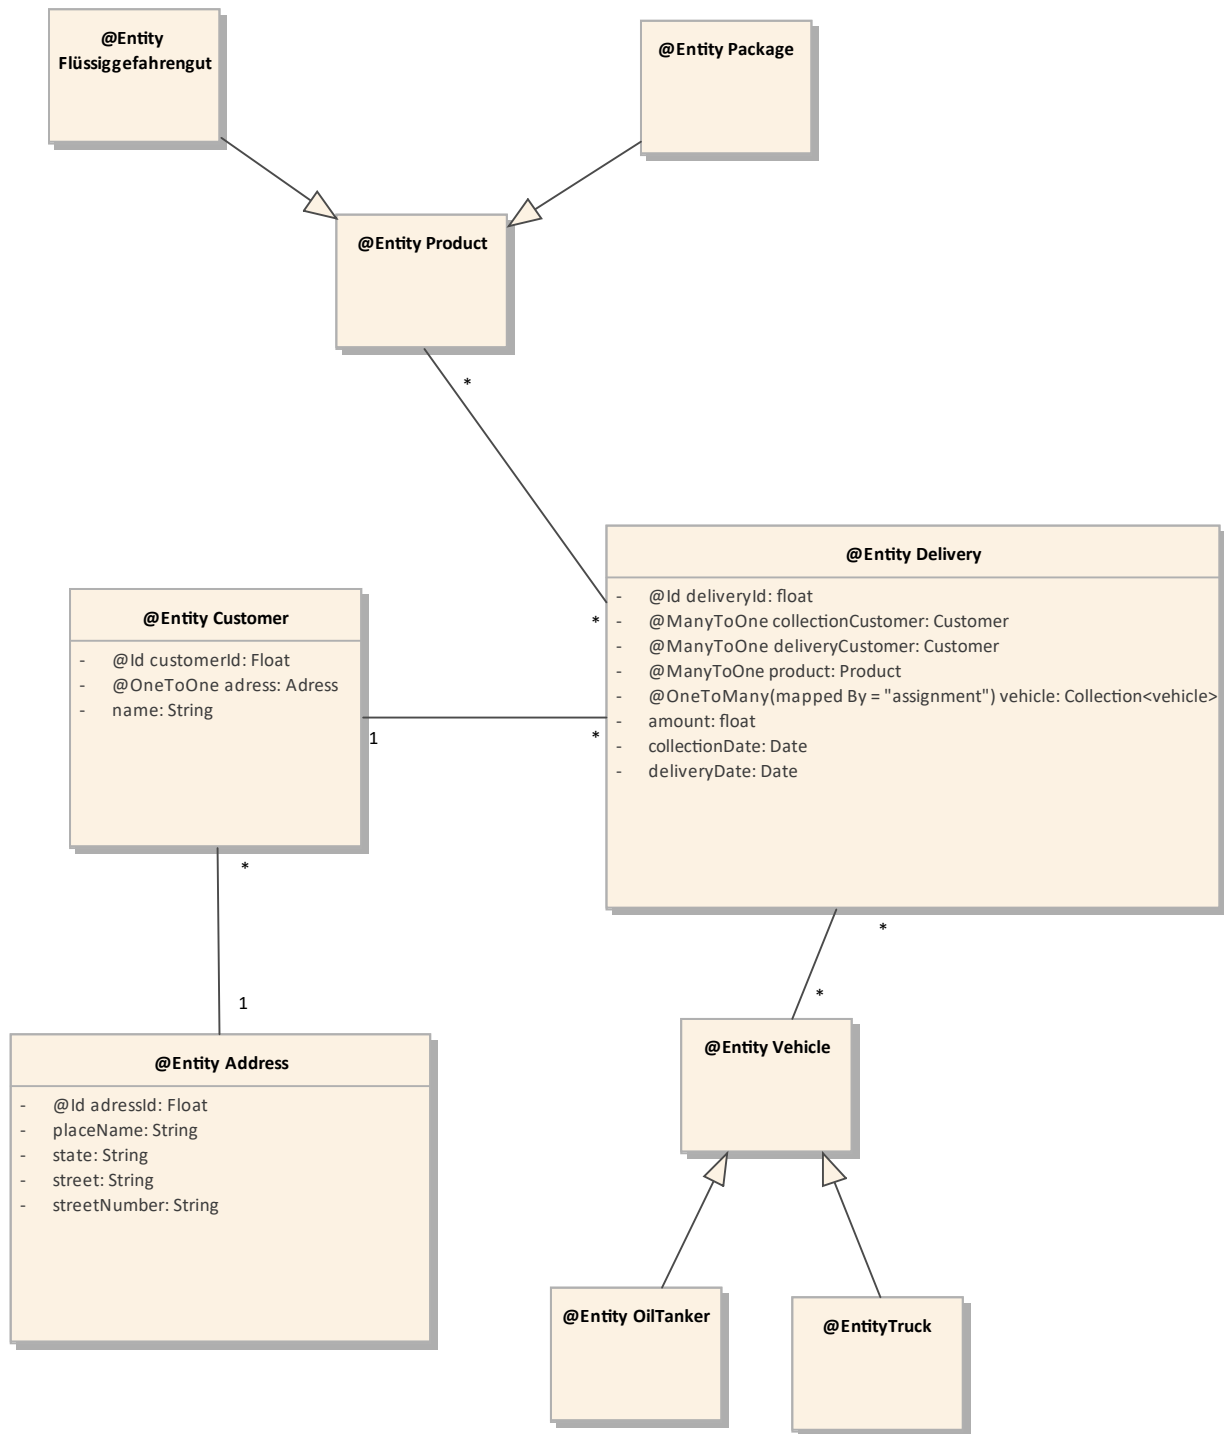 @Entity
Flüssiggefahrengut
@Entity Package
@Entity Product
*
@Entity Delivery
- @Id deliveryId: float
- @ManyToOne collectionCustomer: Customer
- @ManyToOne deliveryCustomer: Customer
- @ManyToOne product: Product
- @OneToMany(mapped By = "assignment") vehicle: Collection<vehicle>
- amount: float
- collectionDate: Date
- deliveryDate: Date
*
@Entity Customer
- @Id customerId: Float
- @OneToOne adress: Adress
- name: String
1
*
*
1
@Entity Address
- @Id adressId: Float
- placeName: String
- state: String
- street: String
- streetNumber: String
*
*
@Entity Vehicle
@Entity OilTanker
@EntityTruck